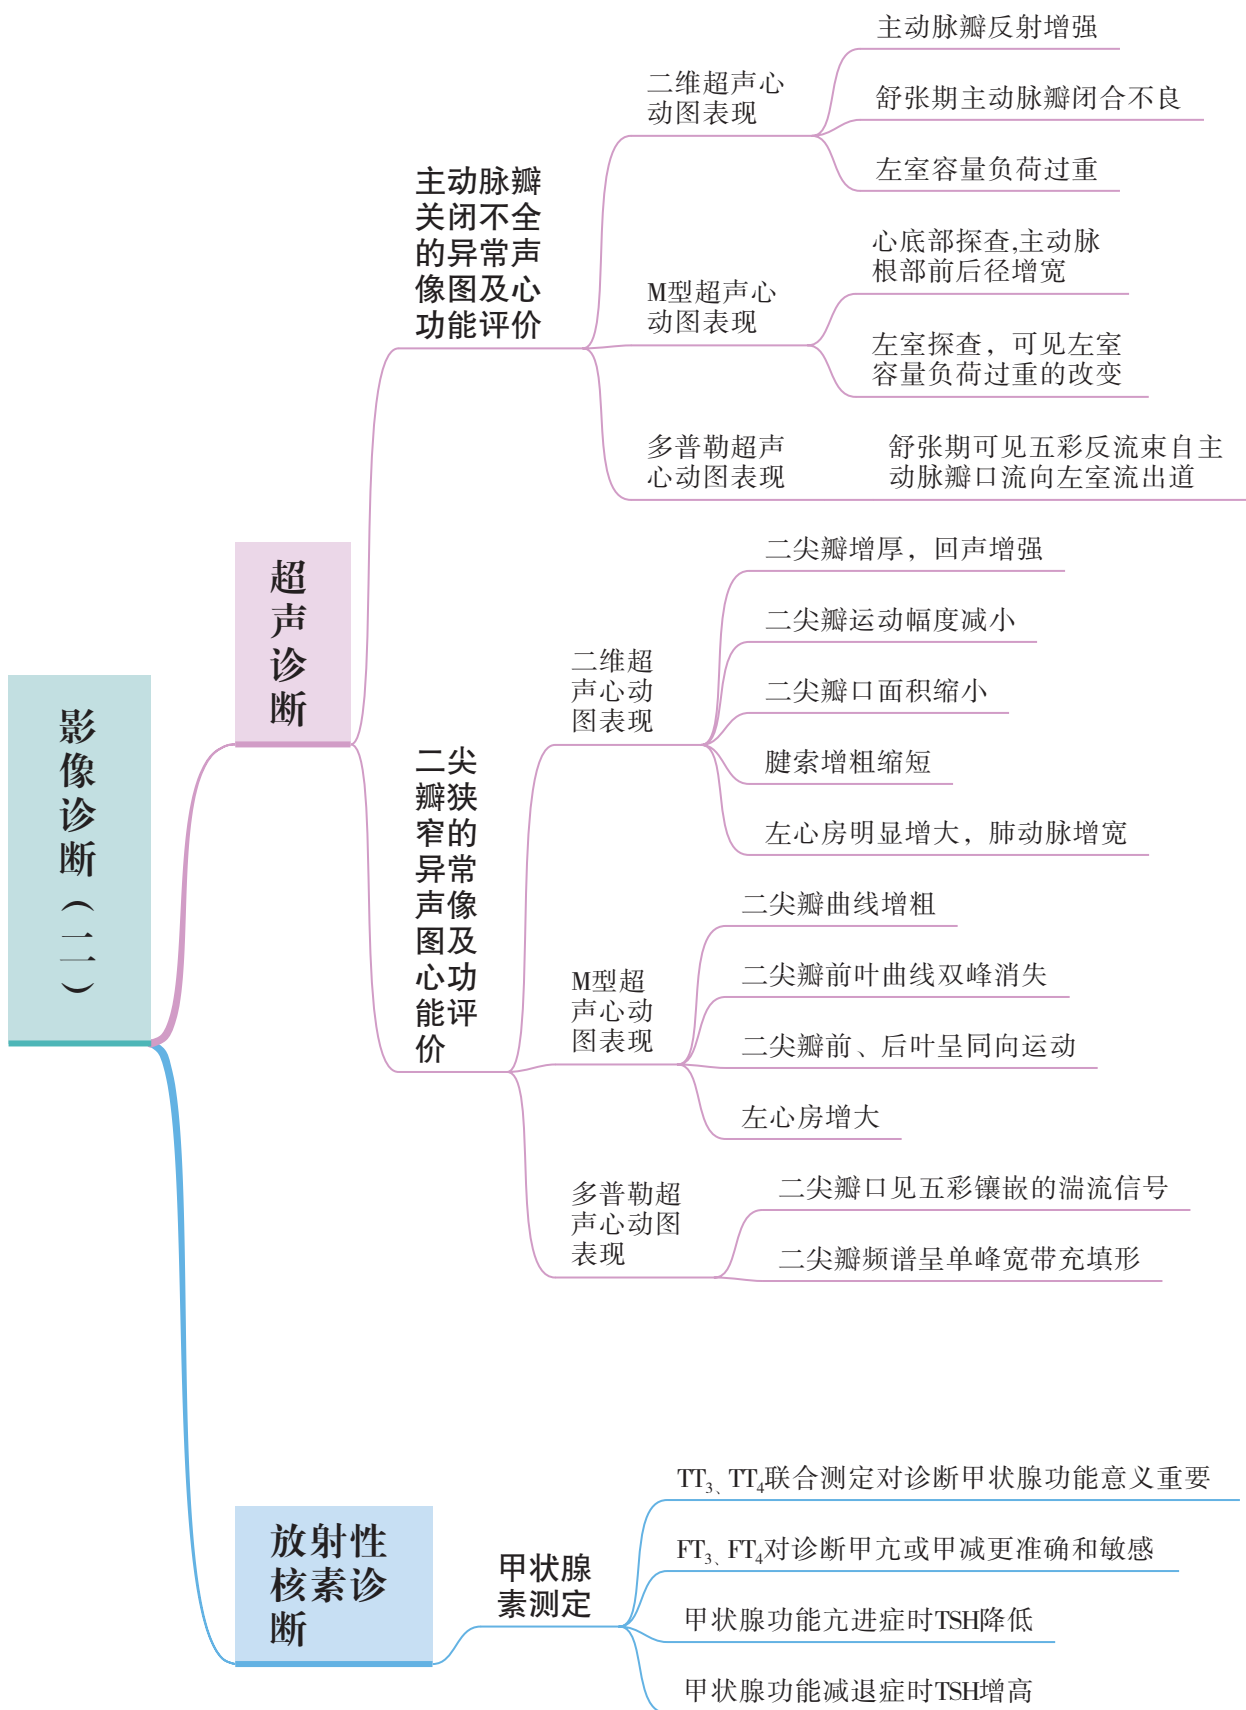 影像诊断（二）
超声诊断
主动脉瓣
关闭不全
的异常声
像图及心
功能评价
二维超声心
动图表现
主动脉瓣反射增强
舒张期主动脉瓣闭合不良
左室容量负荷过重
M型超声心
动图表现
心底部探查,主动脉
根部前后径增宽
左室探查，可见左室
容量负荷过重的改变
多普勒超声
心动图表现
舒张期可见五彩反流束自主
动脉瓣口流向左室流出道
二尖
瓣狭
窄的
异常
声像
图及
心功
能评
价
二维超
声心动
图表现
二尖瓣增厚，回声增强
二尖瓣运动幅度减小
二尖瓣口面积缩小
腱索增粗缩短
左心房明显增大，肺动脉增宽
M型超
声心动
图表现
二尖瓣曲线增粗
二尖瓣前叶曲线双峰消失
二尖瓣前、后叶呈同向运动
左心房增大
多普勒超
声心动图
表现
二尖瓣口见五彩镶嵌的湍流信号
二尖瓣频谱呈单峰宽带充填形
放射性
核素诊
断
甲状腺
素测定
TT₃、TT₄联合测定对诊断甲状腺功能意义重要
FT₃、FT₄对诊断甲亢或甲减更准确和敏感
甲状腺功能亢进症时TSH降低
甲状腺功能减退症时TSH增高